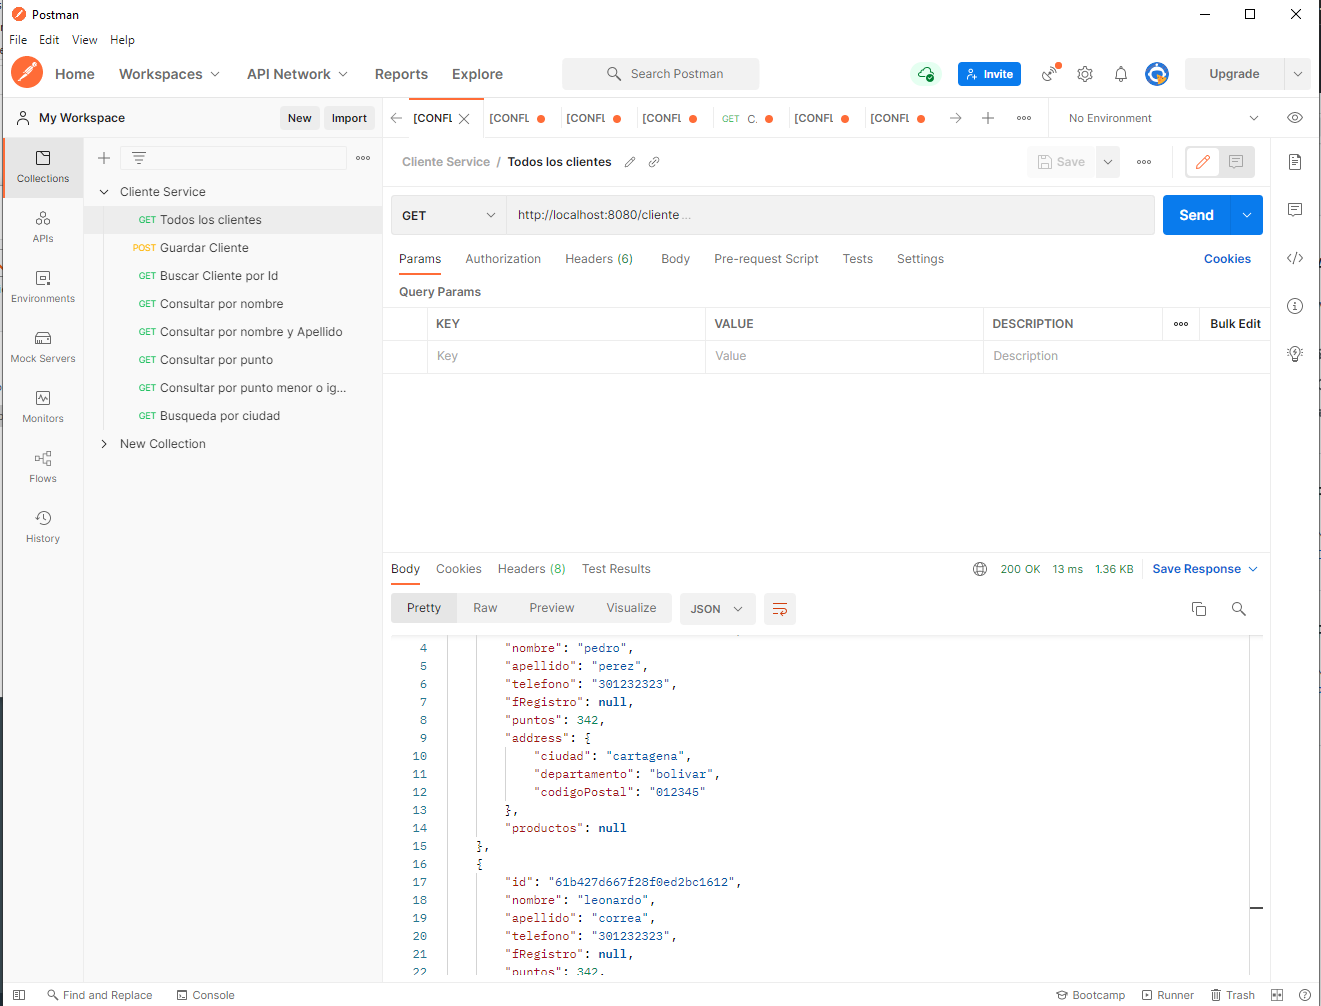 Postman
File Edit View Help
Home Workspaces API Network Reports Explore Search Postman Invite Upgrade
My Workspace New Import
[CONFL [CONFL [CONFL [CONFL GET C. [CONFL [CONFL No Environment
Collections
APIs
Environments
Mock Servers
Monitors
Flows
History
Cliente Service
GET Todos los clientes
POST Guardar Cliente
GET Buscar Cliente por Id
GET Consultar por nombre
GET Consultar por nombre y Apellido
GET Consultar por punto
GET Consultar por punto menor o ig...
GET Busqueda por ciudad
New Collection
Cliente Service / Todos los clientes Save
GET http://localhost:8080/cliente ... Send
Params Authorization Headers (6) Body Pre-request Script Tests Settings Cookies
Query Params
KEY VALUE DESCRIPTION Bulk Edit
Key Value Description
Body Cookies Headers (8) Test Results 200 OK 13 ms 1.36 KB Save Response
Pretty Raw Preview Visualize JSON
4 "nombre": "pedro",
5 "apellido": "perez",
6 "telefono": "301232323",
7 "fRegistro": null,
8 "puntos": 342,
9 "address": {
10 "ciudad": "cartagena",
11 "departamento": "bolivar",
12 "codigoPostal": "012345"
13 },
14 "productos": null
15 },
16 {
17 "id": "61b427d667f28f0ed2bc1612",
18 "nombre": "leonardo",
19 "apellido": "correa",
20 "telefono": "301232323",
21 "fRegistro": null,
22 "puntos": 342,
Find and Replace Console Bootcamp Runner Trash